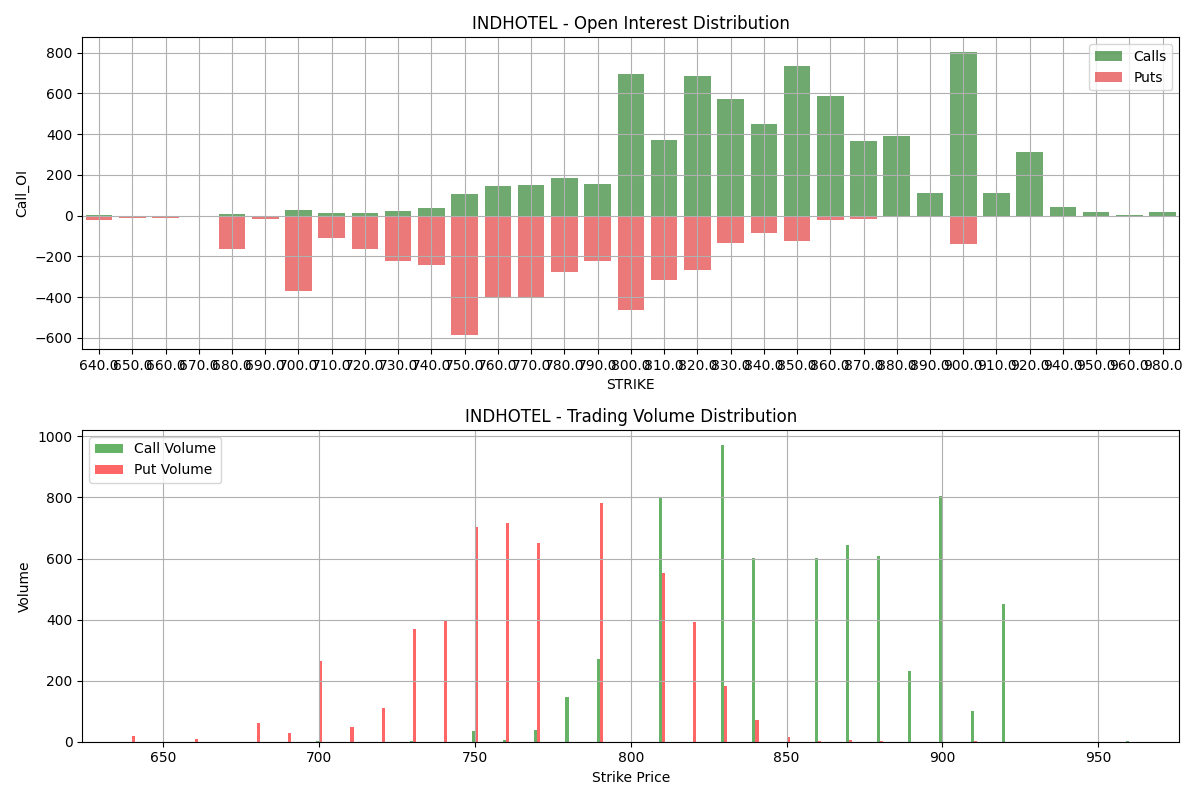 INDHOTEL - Open Interest Distribution
Calls
Puts
Call_OI
800
600
400
200
0
−200
−400
−600
640.0 650.0 660.0 670.0 680.0 690.0 700.0 710.0 720.0 730.0 740.0 750.0 760.0 770.0 780.0 790.0 800.0 810.0 820.0 830.0 840.0 850.0 860.0 870.0 880.0 890.0 900.0 910.0 920.0 940.0 950.0 960.0 980.0
STRIKE
INDHOTEL - Trading Volume Distribution
Call Volume
Put Volume
Volume
1000
800
600
400
200
0
650 700 750 800 850 900 950
Strike Price